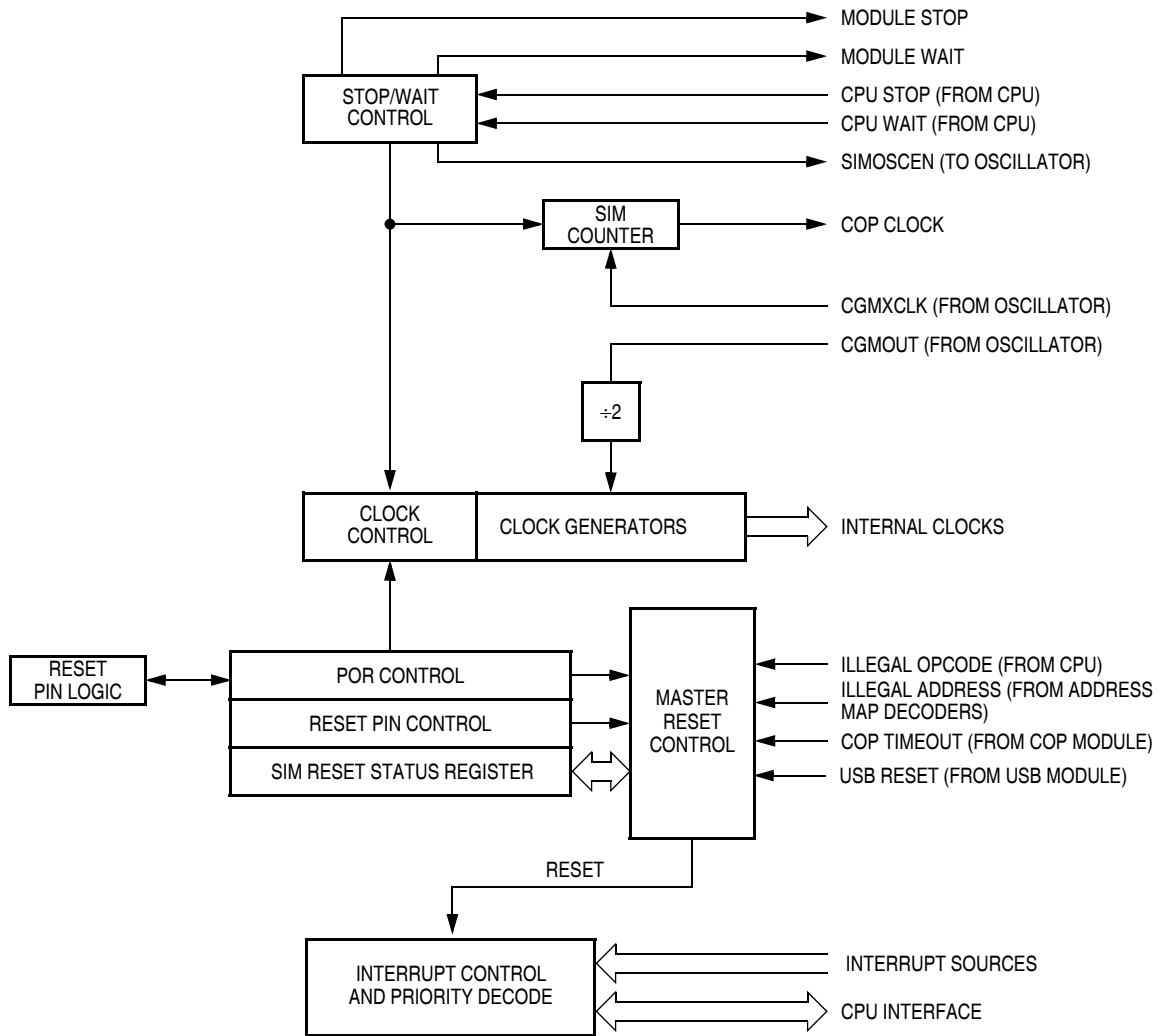 MODULE STOP
MODULE WAIT
STOP/WAIT
CONTROL
CPU STOP (FROM CPU)
CPU WAIT (FROM CPU)
SIMOSCEN (TO OSCILLATOR)
SIM
COUNTER
COP CLOCK
CGMXCLK (FROM OSCILLATOR)
CGMOUT (FROM OSCILLATOR)
÷2
CLOCK
CONTROL
CLOCK GENERATORS
INTERNAL CLOCKS
RESET
PIN LOGIC
POR CONTROL
RESET PIN CONTROL
SIM RESET STATUS REGISTER
MASTER
RESET
CONTROL
ILLEGAL OPCODE (FROM CPU)
ILLEGAL ADDRESS (FROM ADDRESS
MAP DECODERS)
COP TIMEOUT (FROM COP MODULE)
USB RESET (FROM USB MODULE)
RESET
INTERRUPT CONTROL
AND PRIORITY DECODE
INTERRUPT SOURCES
CPU INTERFACE